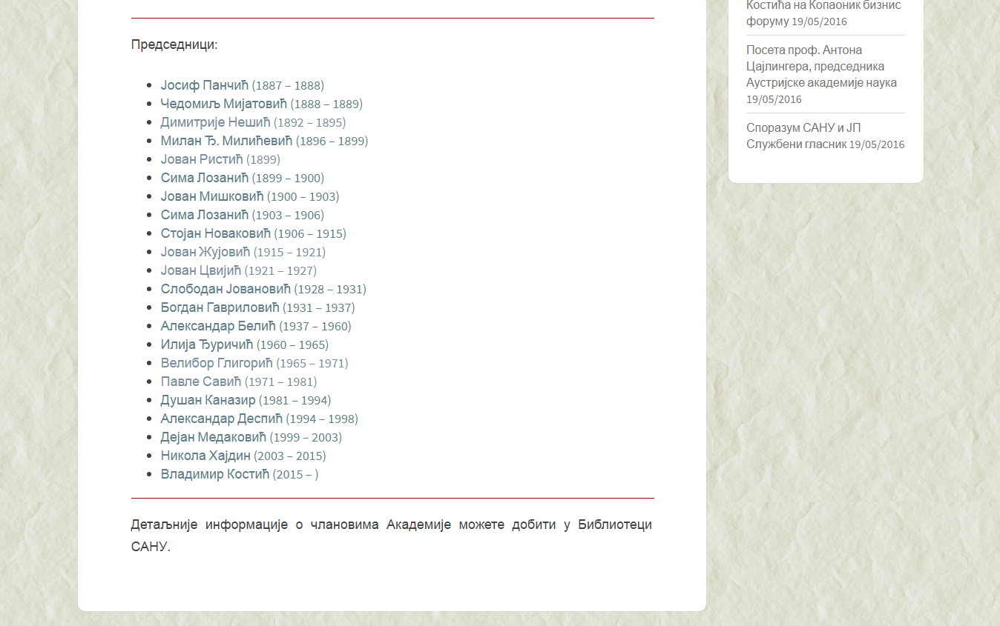 Председници:
Јосиф Панчић (1887 – 1888)
Чедомиљ Мијатовић (1888 – 1889)
Димитрије Нешић (1892 – 1895)
Милан Ђ. Милићевић (1896 – 1899)
Јован Ристић (1899)
Сима Лозанић (1899 – 1900)
Јован Мишковић (1900 – 1903)
Сима Лозанић (1903 – 1906)
Стојан Новаковић (1906 – 1915)
Јован Жујовић (1915 – 1921)
Јован Цвијић (1921 – 1927)
Слободан Јовановић (1928 – 1931)
Богдан Гавриловић (1931 – 1937)
Александар Белић (1937 – 1960)
Илија Ђуричић (1960 – 1965)
Велибор Глигорић (1965 – 1971)
Павле Савић (1971 – 1981)
Душан Каназир (1981 – 1994)
Александар Деспић (1994 – 1998)
Дејан Медаковић (1999 – 2003)
Никола Хајдин (2003 – 2015)
Владимир Костић (2015 – )
Детаљније информације о члановима Академије можете добити у Библиотеци
САНУ.
Костића на Копаоник бизнис
форуму 19/05/2016
Посета проф. Антона
Цајлингера, председника
Аустријске академије наука
19/05/2016
Споразум САНУ и ЈП
Службени гласник 19/05/2016